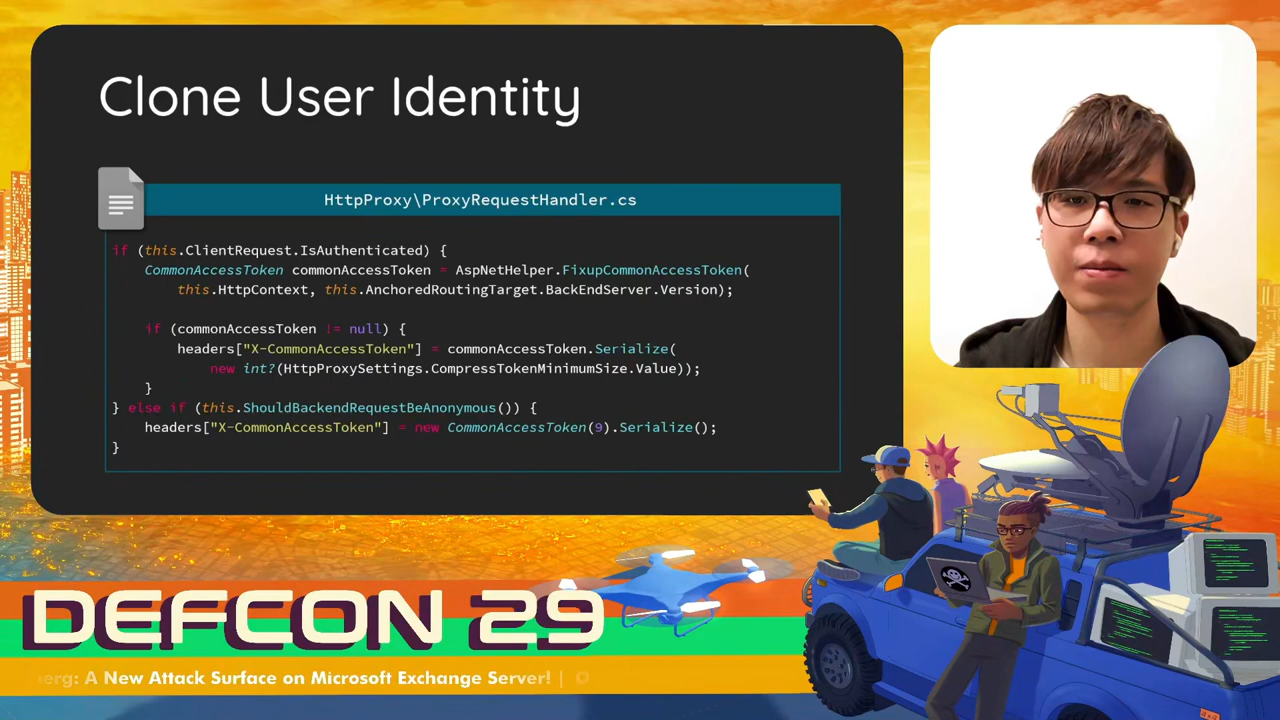 Clone User Identity
HttpProxy\ProxyRequestHandler.cs
if (this.ClientRequest.IsAuthenticated) {
CommonAccessToken commonAccessToken = AspNetHelper.FixupCommonAccessToken(
this.HttpContext, this.AnchoredRoutingTarget.BackEndServer.Version);
if (commonAccessToken != null) {
headers["X-CommonAccessToken"] = commonAccessToken.Serialize(
new int?(HttpProxySettings.CompressTokenMinimumSize.Value));
}
} else if (this.ShouldBackendRequestBeAnonymous()) {
headers["X-CommonAccessToken"] = new CommonAccessToken(9).Serialize();
}
DEFCON 29
erg: A New Attack Surface on Microsoft Exchange Server! | O